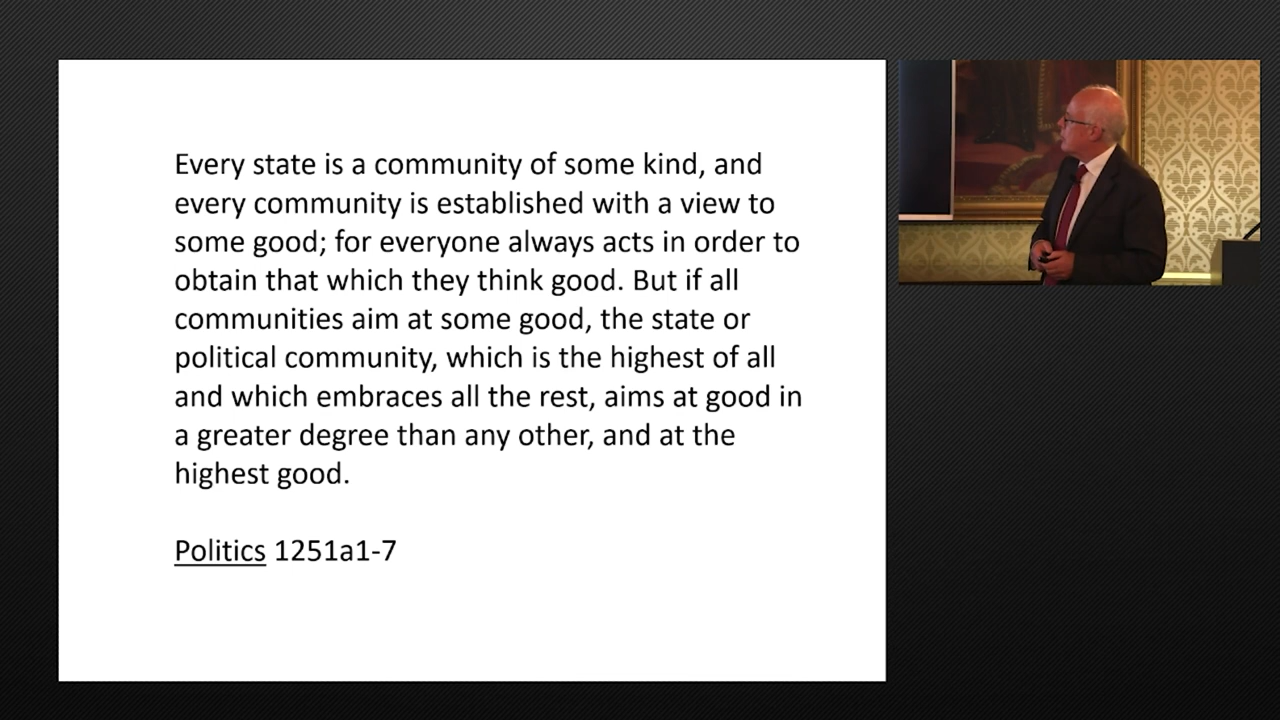 Every state is a community of some kind, and
every community is established with a view to
some good; for everyone always acts in order to
obtain that which they think good. But if all
communities aim at some good, the state or
political community, which is the highest of all
and which embraces all the rest, aims at good in
a greater degree than any other, and at the
highest good.
Politics 1251a1-7